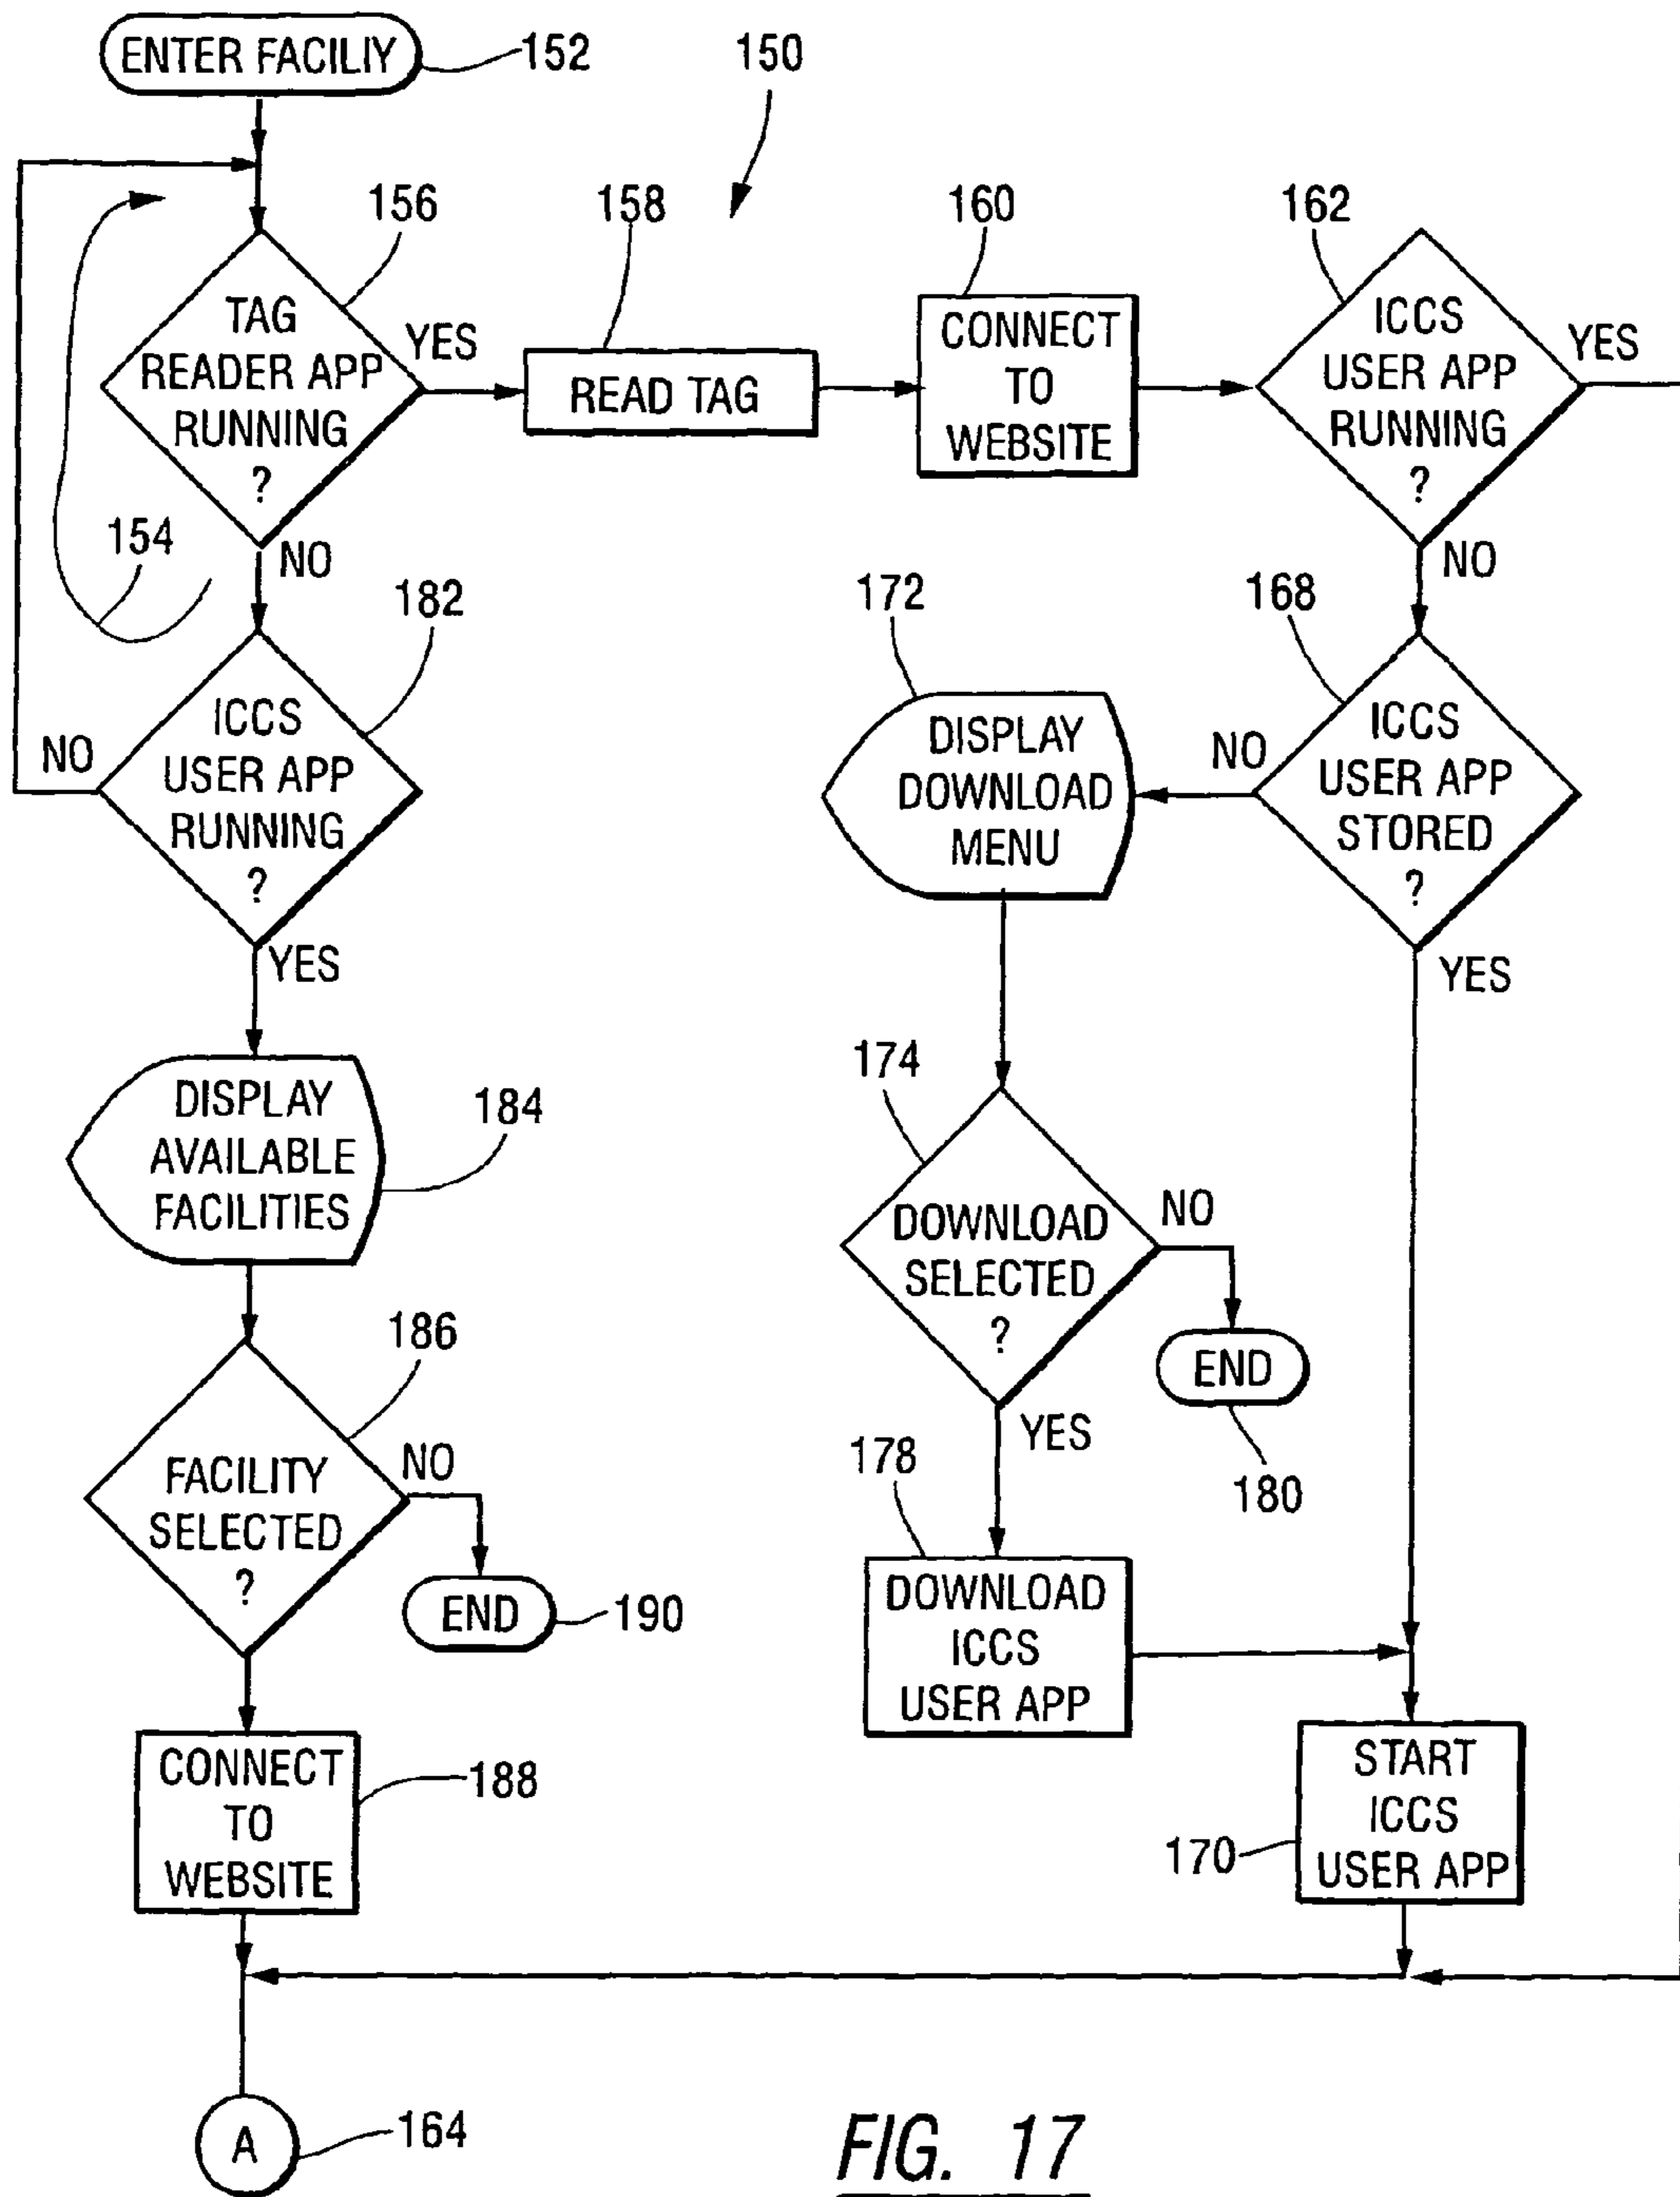 ENTER FACILIY
152
150
156
158
160
162
TAG
READER APP
RUNNING
?
YES
READ TAG
CONNECT
TO
WEBSITE
ICCS
USER APP
RUNNING
?
YES
154
NO
NO
182
172
168
ICCS
USER APP
RUNNING
?
NO
YES
DISPLAY
DOWNLOAD
MENU
NO
ICCS
USER APP
STORED
?
YES
DISPLAY
AVAILABLE
FACILITIES
184
174
DOWNLOAD
SELECTED
?
NO
END
180
YES
186
FACILITY
SELECTED
?
NO
END
190
178
DOWNLOAD
ICCS
USER APP
CONNECT
TO
WEBSITE
188
START
ICCS
USER APP
170
A
164
FIG. 17